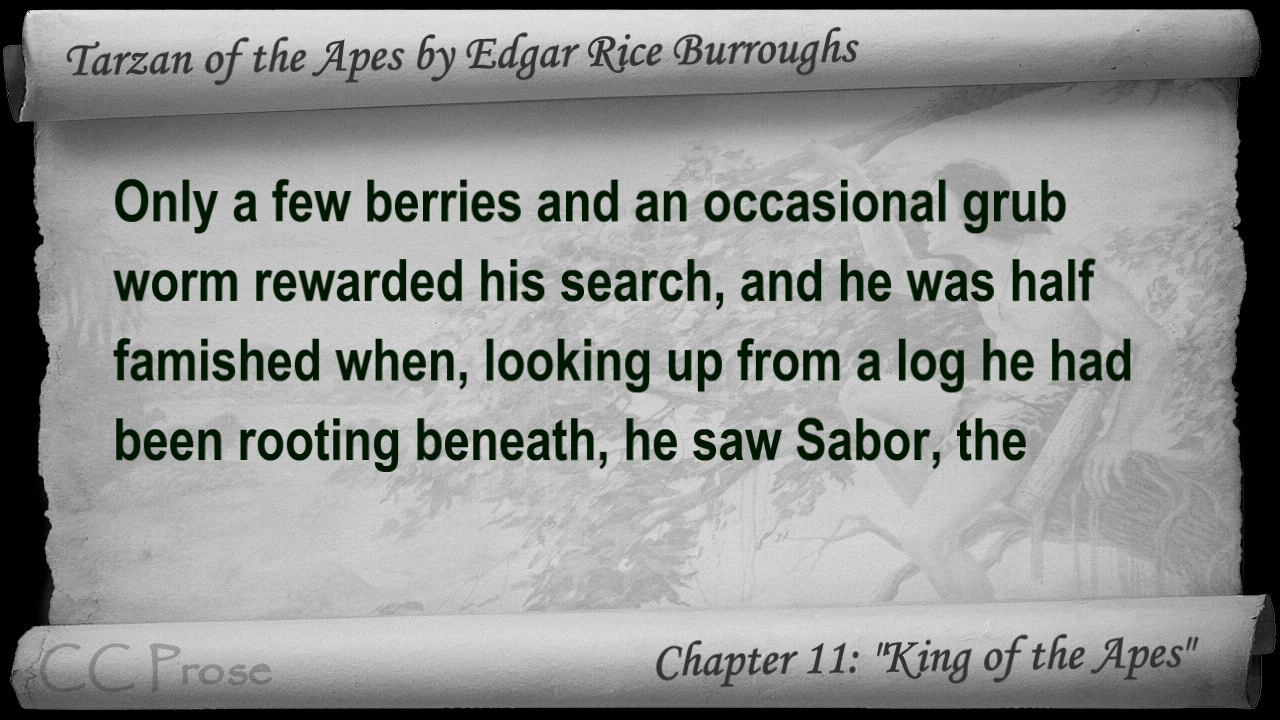 Tarzan of the Apes by Edgar Rice Burroughs
Only a few berries and an occasional grub
worm rewarded his search, and he was half
famished when, looking up from a log he had
been rooting beneath, he saw Sabor, the
CC Prose
Chapter 11: "King of the Apes"